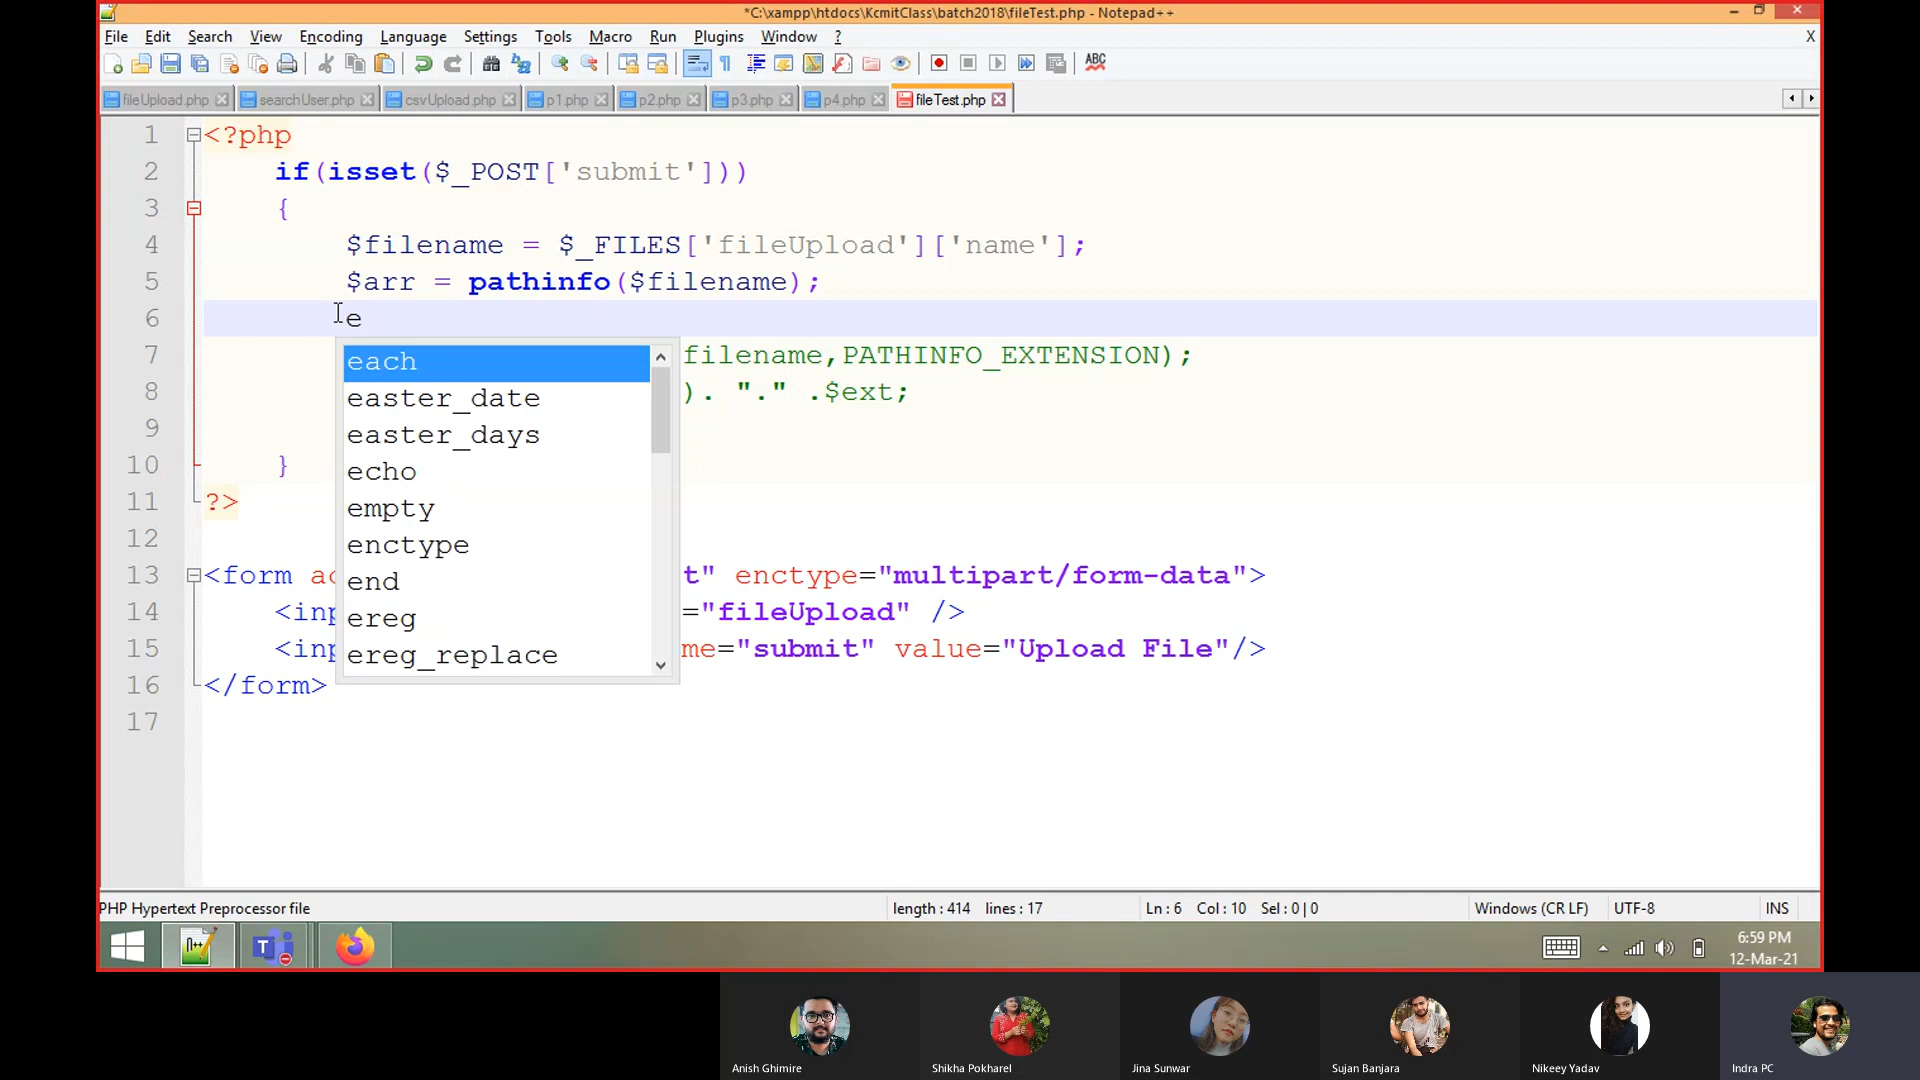 *C:\xampp\htdocs\KcmitClass\batch2018\fileTest.php - Notepad++
File Edit Search View Encoding Language Settings Tools Macro Run Plugins Window ? X
ABC
fileUpload.php searchUser.php csvUpload.php p1.php p2.php p3.php p4.php fileTest.php
1 <?php
2 if(isset($_POST['submit']))
3 {
4 $filename = $_FILES['fileUpload']['name'];
5 $arr = pathinfo($filename);
6 e
7 filename,PATHINFO_EXTENSION);
8 ). "." .$ext;
9
10 }
11 ?>
12
13 <form ac t" enctype="multipart/form-data">
14 <inp ="fileUpload" />
15 <inp me="submit" value="Upload File"/>
16 </form>
17
each
easter_date
easter_days
echo
empty
enctype
end
ereg
ereg_replace
PHP Hypertext Preprocessor file length : 414 lines : 17 Ln : 6 Col : 10 Sel : 0 | 0 Windows (CR LF) UTF-8 INS
6:59 PM
12-Mar-21
Anish Ghimire Shikha Pokharel Jina Sunwar Sujan Banjara Nikeey Yadav Indra PC